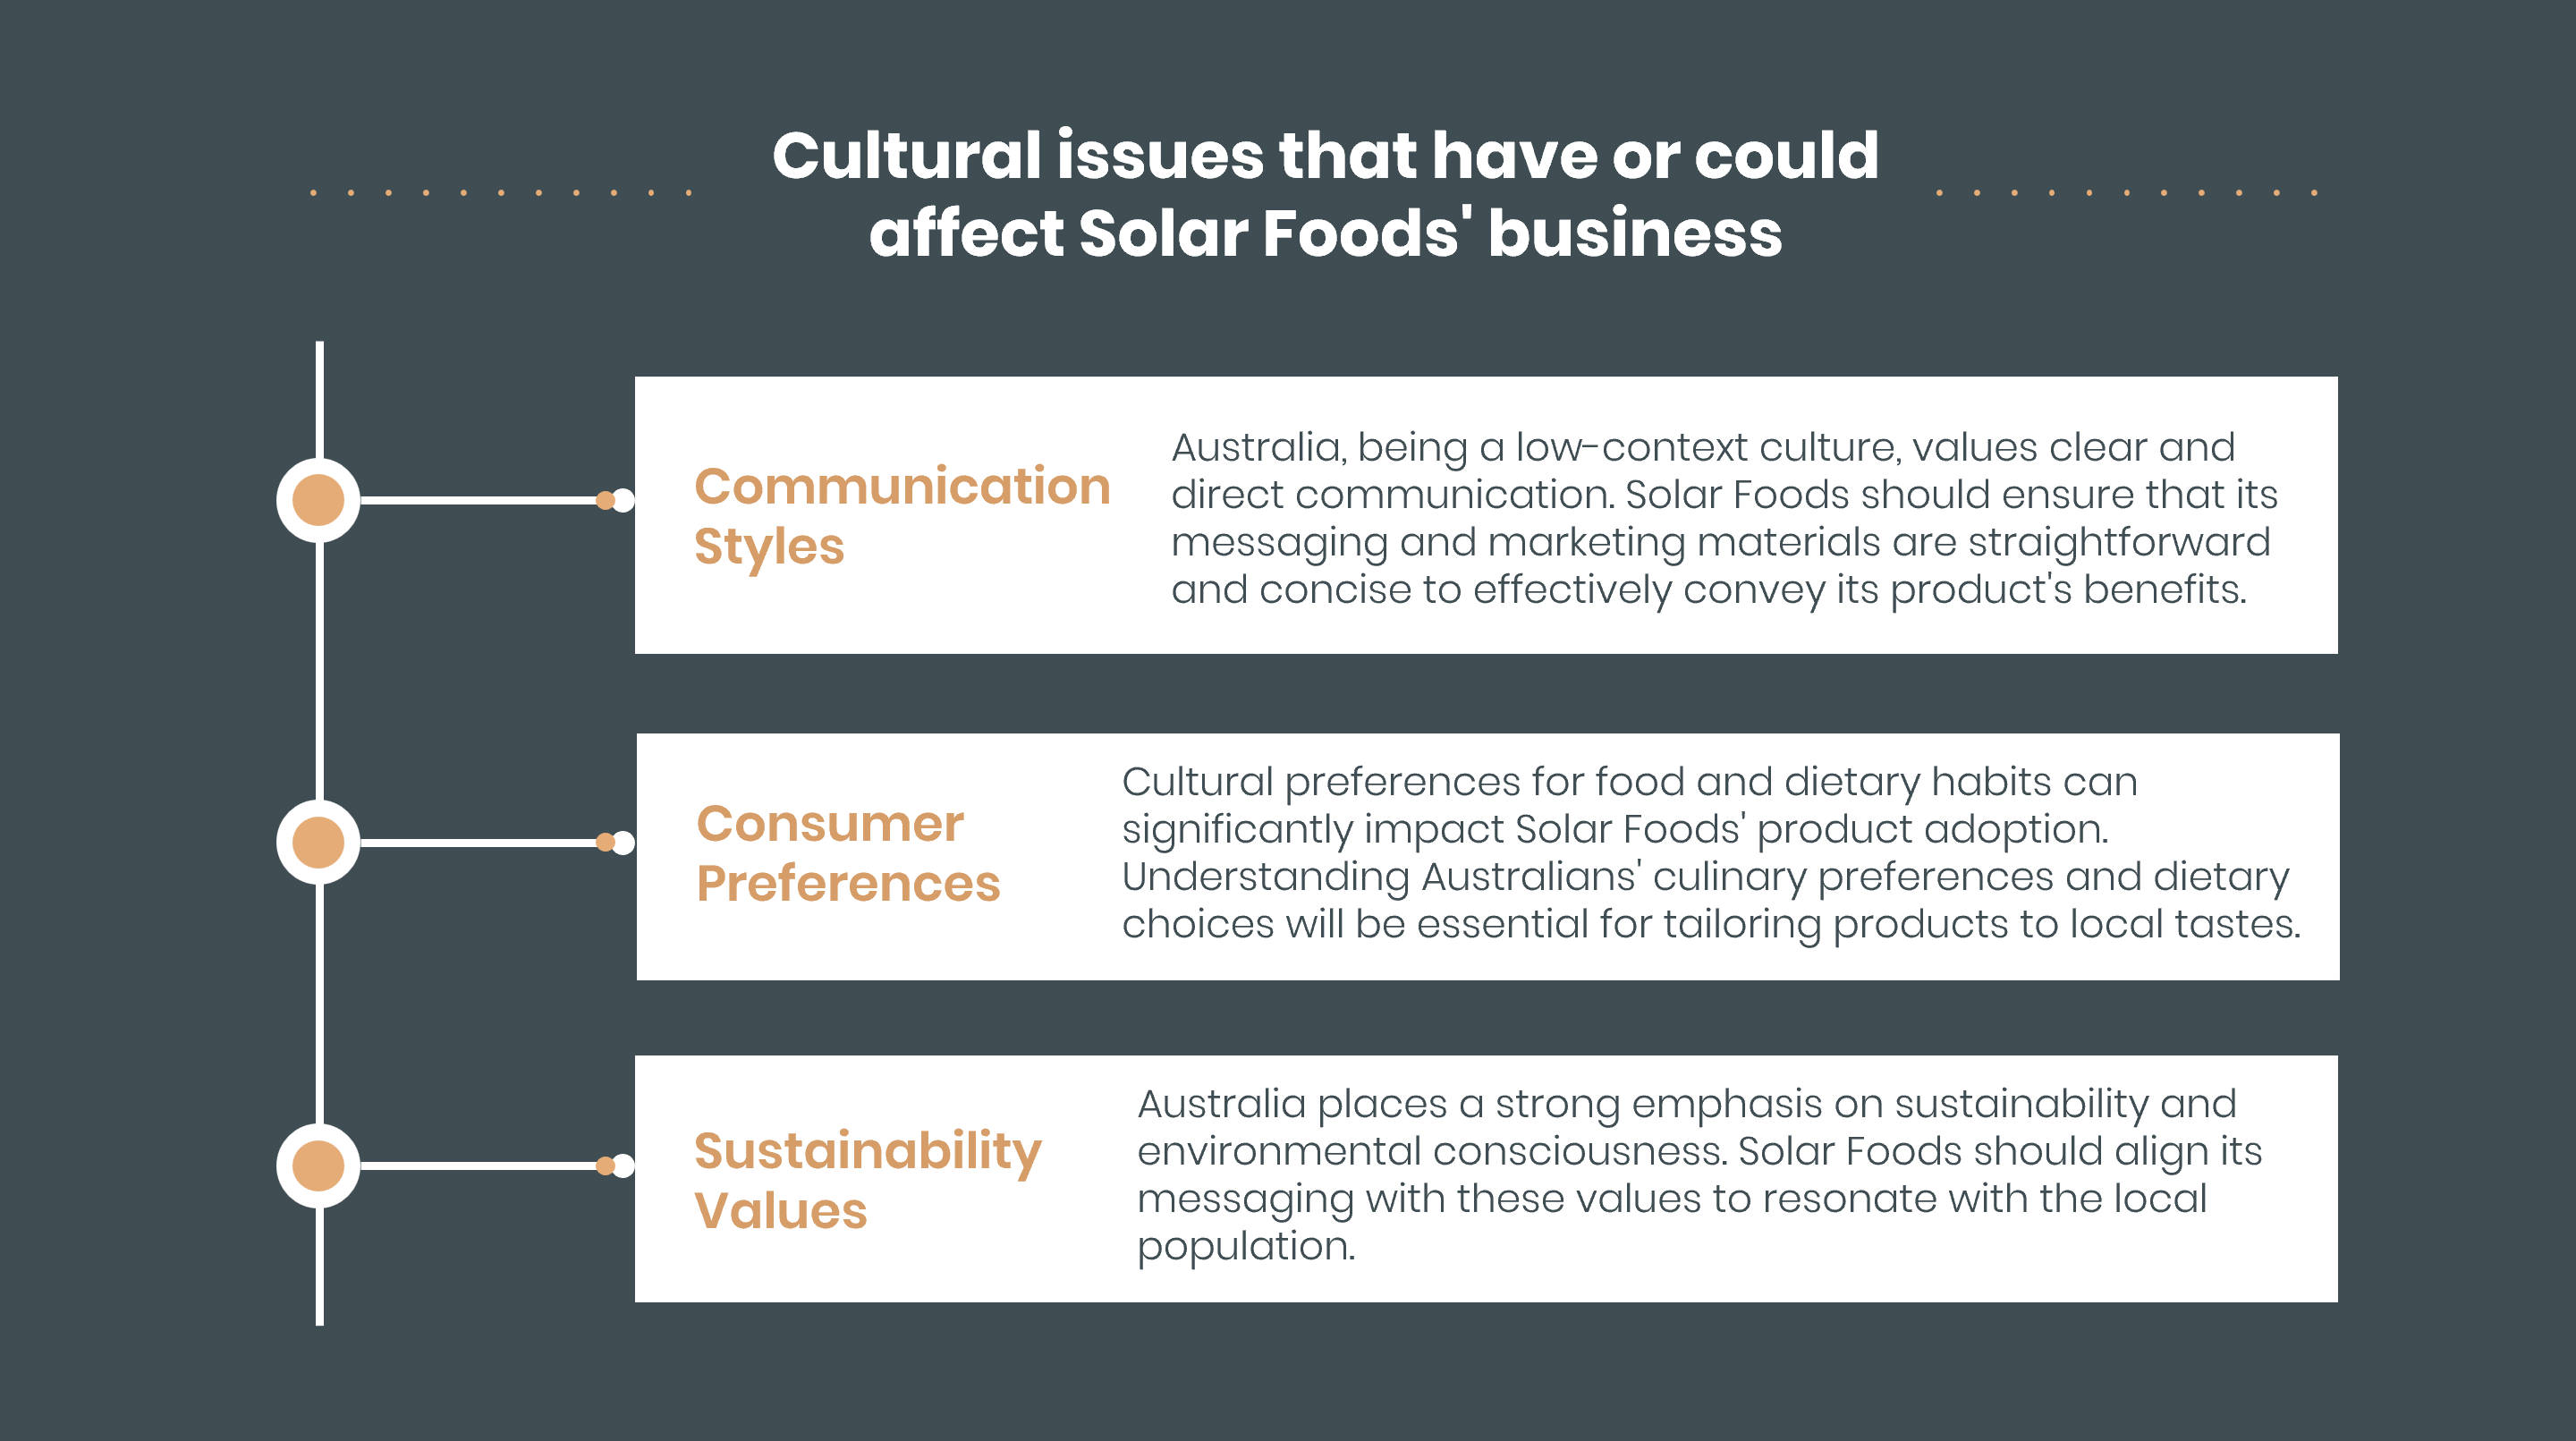 Cultural issues that have or could
affect Solar Foods' business
Communication
Styles
Australia, being a low-context culture, values clear and
direct communication. Solar Foods should ensure that its
messaging and marketing materials are straightforward
and concise to effectively convey its product's benefits.
Consumer
Preferences
Cultural preferences for food and dietary habits can
significantly impact Solar Foods' product adoption.
Understanding Australians' culinary preferences and dietary
choices will be essential for tailoring products to local tastes.
Sustainability
Values
Australia places a strong emphasis on sustainability and
environmental consciousness. Solar Foods should align its
messaging with these values to resonate with the local
population.